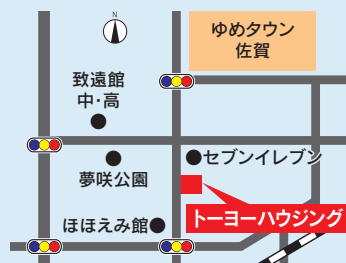 N
ゆめタウン
佐賀
致遠館
中・高
セブンイレブン
夢咲公園
トーヨーハウジング
ほほえみ館